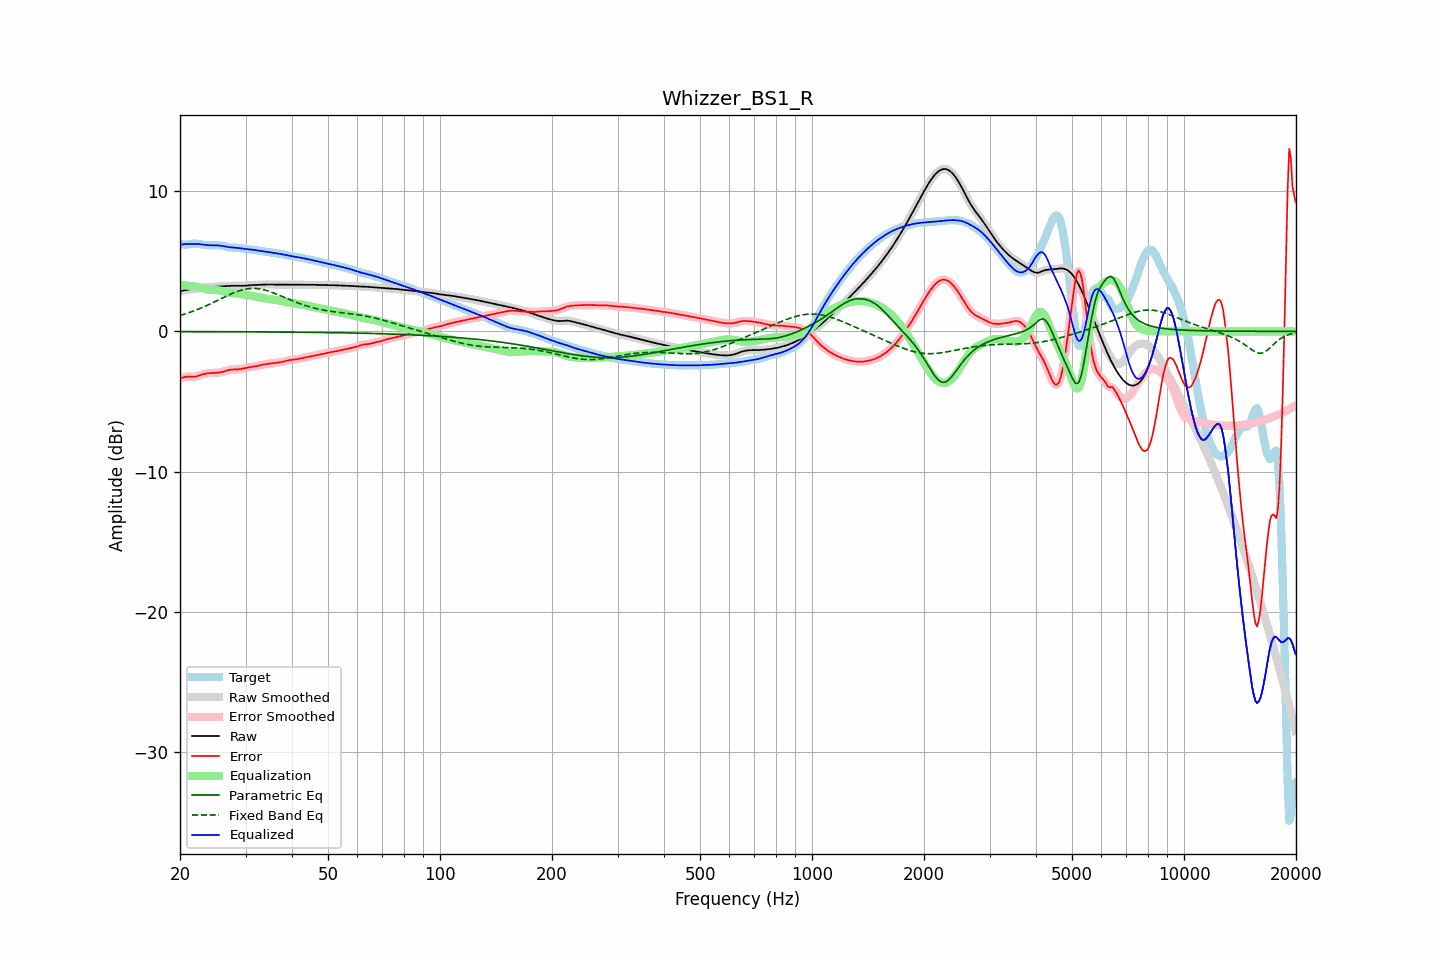 Whizzer_BS1_R
Amplitude (dBr)
10
0
−10
−20
−30
Target
Raw Smoothed
Error Smoothed
Raw
Error
Equalization
Parametric Eq
Fixed Band Eq
Equalized
20 50 100 200 500 1000 2000 5000 10000 20000
Frequency (Hz)